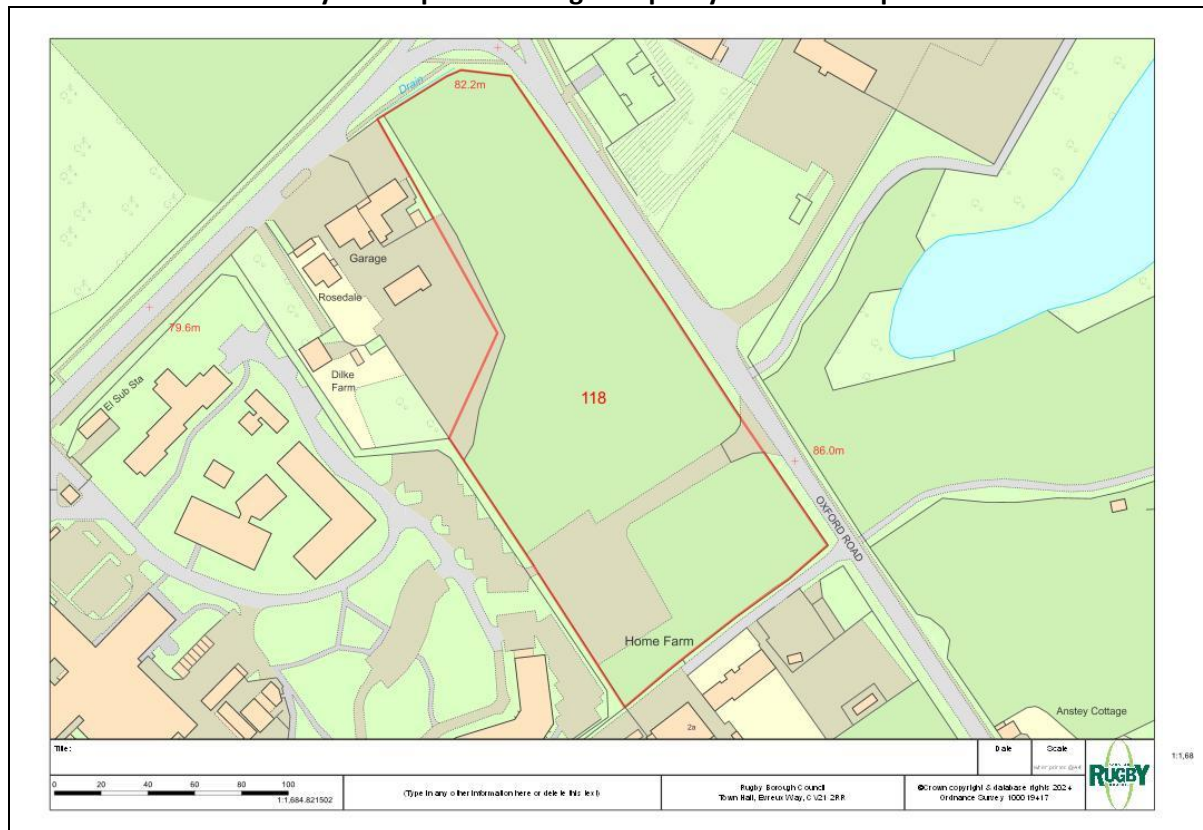 Drain
82.2m
Garage
Rosedale
79.6m
Dilke
Farm
El Sub Sta
118
86.0m
OXFORD ROAD
Home Farm
2a
Anstey Cottage
Title:
Date
Scale
0 20 40 60 80 100
1:1,684.821502
(Type in any other information here or delete this text)
Rugby Borough Council
Town Hall, Evreux Way, CV21 2RR
©Crown copyright & database rights 2024
Ordnance Survey 100019417
RUGBY
1:1,68